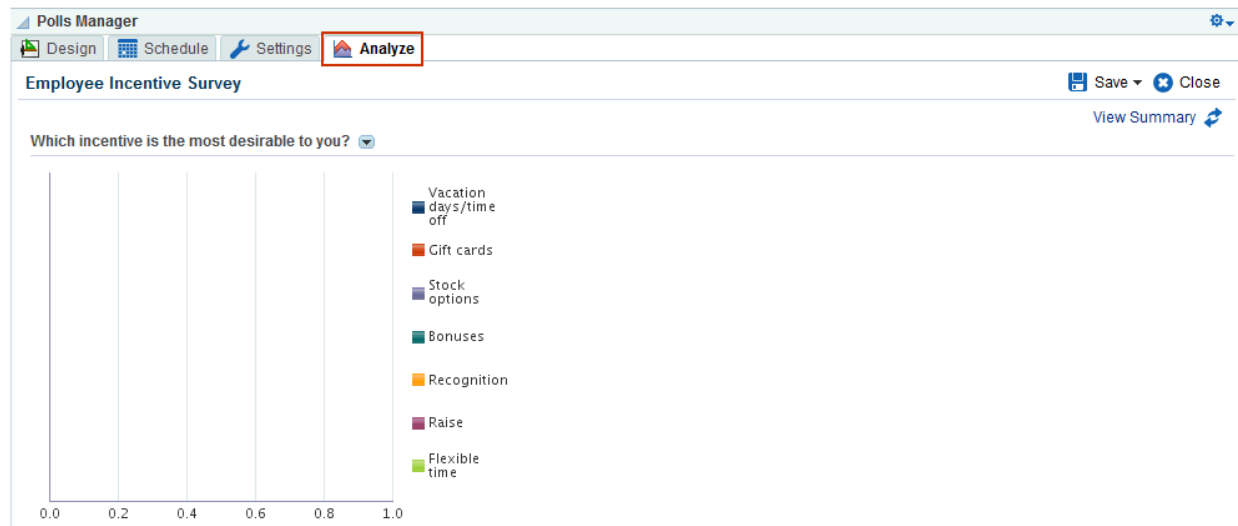 Polls Manager
Design Schedule Settings Analyze
Employee Incentive Survey Save Close
View Summary
Which incentive is the most desirable to you?
Vacation
days/time
off
Gift cards
Stock
options
Bonuses
Recognition
Raise
Flexible
time
0.0 0.2 0.4 0.6 0.8 1.0